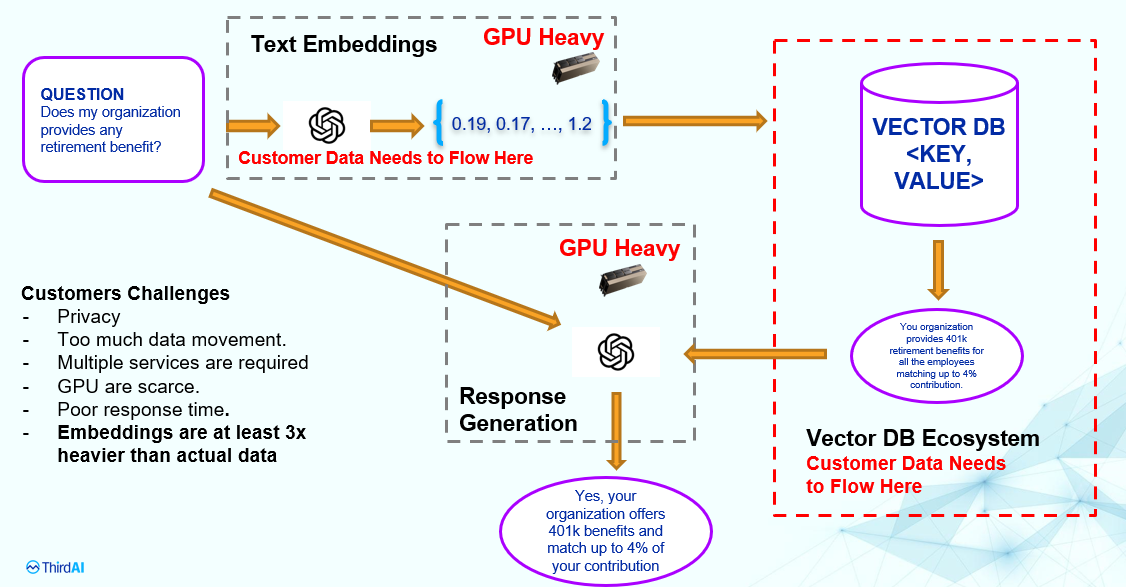 Text Embeddings
GPU Heavy
QUESTION
Does my organization
provides any
retirement benefit?
0.19, 0.17, ..., 1.2
Customer Data Needs to Flow Here
VECTOR DB
<KEY,
VALUE>
GPU Heavy
Response
Generation
You organization
provides 401k
retirement benefits for
all the employees
matching up to 4%
contribution.
Vector DB Ecosystem
Customer Data Needs
to Flow Here
Customers Challenges
- Privacy
- Too much data movement.
- Multiple services are required
- GPU are scarce.
- Poor response time.
- Embeddings are at least 3x
heavier than actual data
Yes, your
organization offers
401k benefits and
match up to 4% of
your contribution
ThirdAI